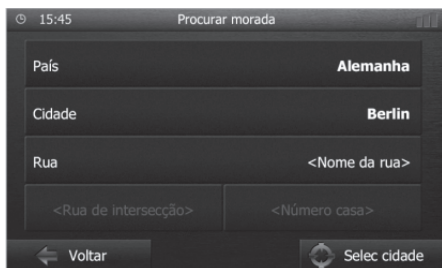 15:45 Procurar morada
País Alemanha
Cidade Berlin
Rua <Nome da rua>
<Rua de intersecção> <Número casa>
Voltar Selec cidade